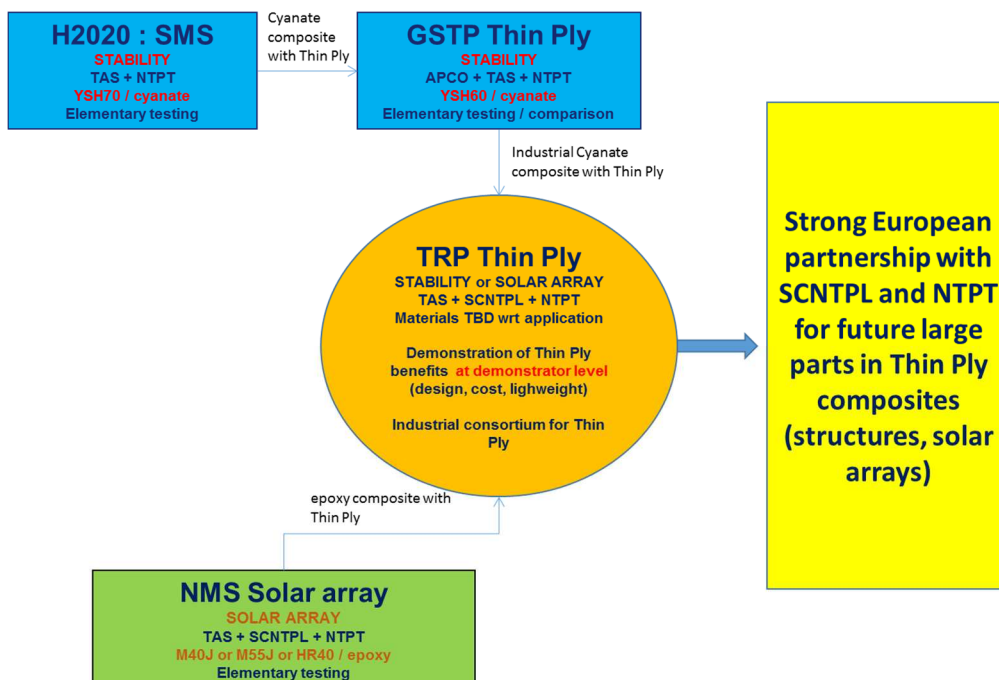 H2020 : SMS
STABILITY
TAS + NTPT
YSH70 / cyanate
Elementary testing
Cyanate
composite
with Thin Ply
GSTP Thin Ply
STABILITY
APCO + TAS + NTPT
YSH60 / cyanate
Elementary testing / comparison
Industrial Cyanate
composite with Thin Ply
TRP Thin Ply
STABILITY or SOLAR ARRAY
TAS + SCNTPL + NTPT
Materials TBD wrt application
Demonstration of Thin Ply
benefits at demonstrator level
(design, cost, lighweight)
Industrial consortium for Thin
Ply
Strong European
partnership with
SCNTPL and NTPT
for future large
parts in Thin Ply
composites
(structures, solar
arrays)
epoxy composite with
Thin Ply
NMS Solar array
SOLAR ARRAY
TAS + SCNTPL + NTPT
M40J or M55J or HR40 / epoxy
Elementary testing